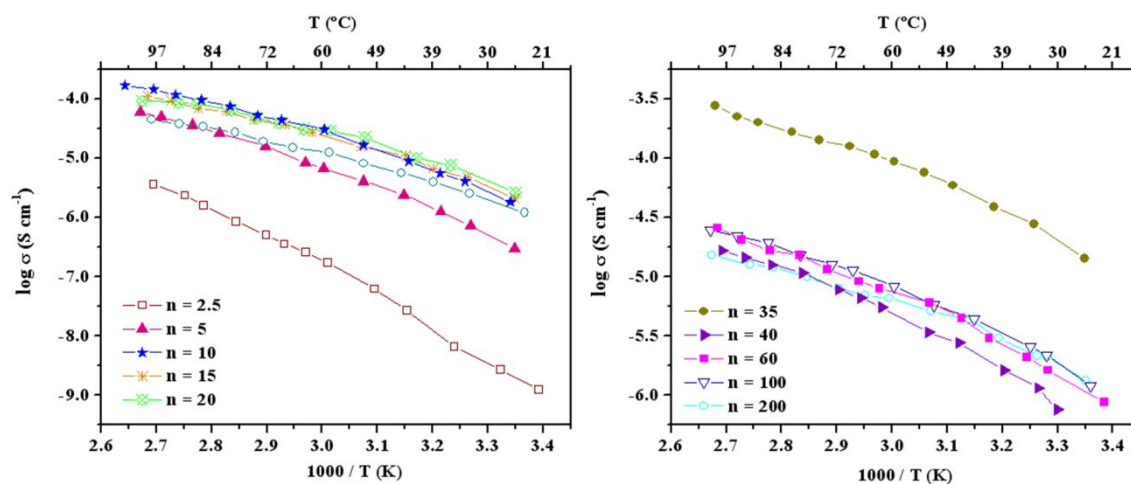 T (ºC)
97 84 72 60 49 39 30 21
-4.0
-5.0
-6.0
-7.0
-8.0
-9.0
log σ (S cm-1)
n = 2.5
n = 5
n = 10
n = 15
n = 20
2.6 2.7 2.8 2.9 3.0 3.1 3.2 3.3 3.4
1000 / T (K)
T (ºC)
97 84 72 60 49 39 30 21
-3.5
-4.0
-4.5
-5.0
-5.5
-6.0
log σ (S cm-1)
n = 35
n = 40
n = 60
n = 100
n = 200
2.6 2.7 2.8 2.9 3.0 3.1 3.2 3.3 3.4
1000 / T (K)